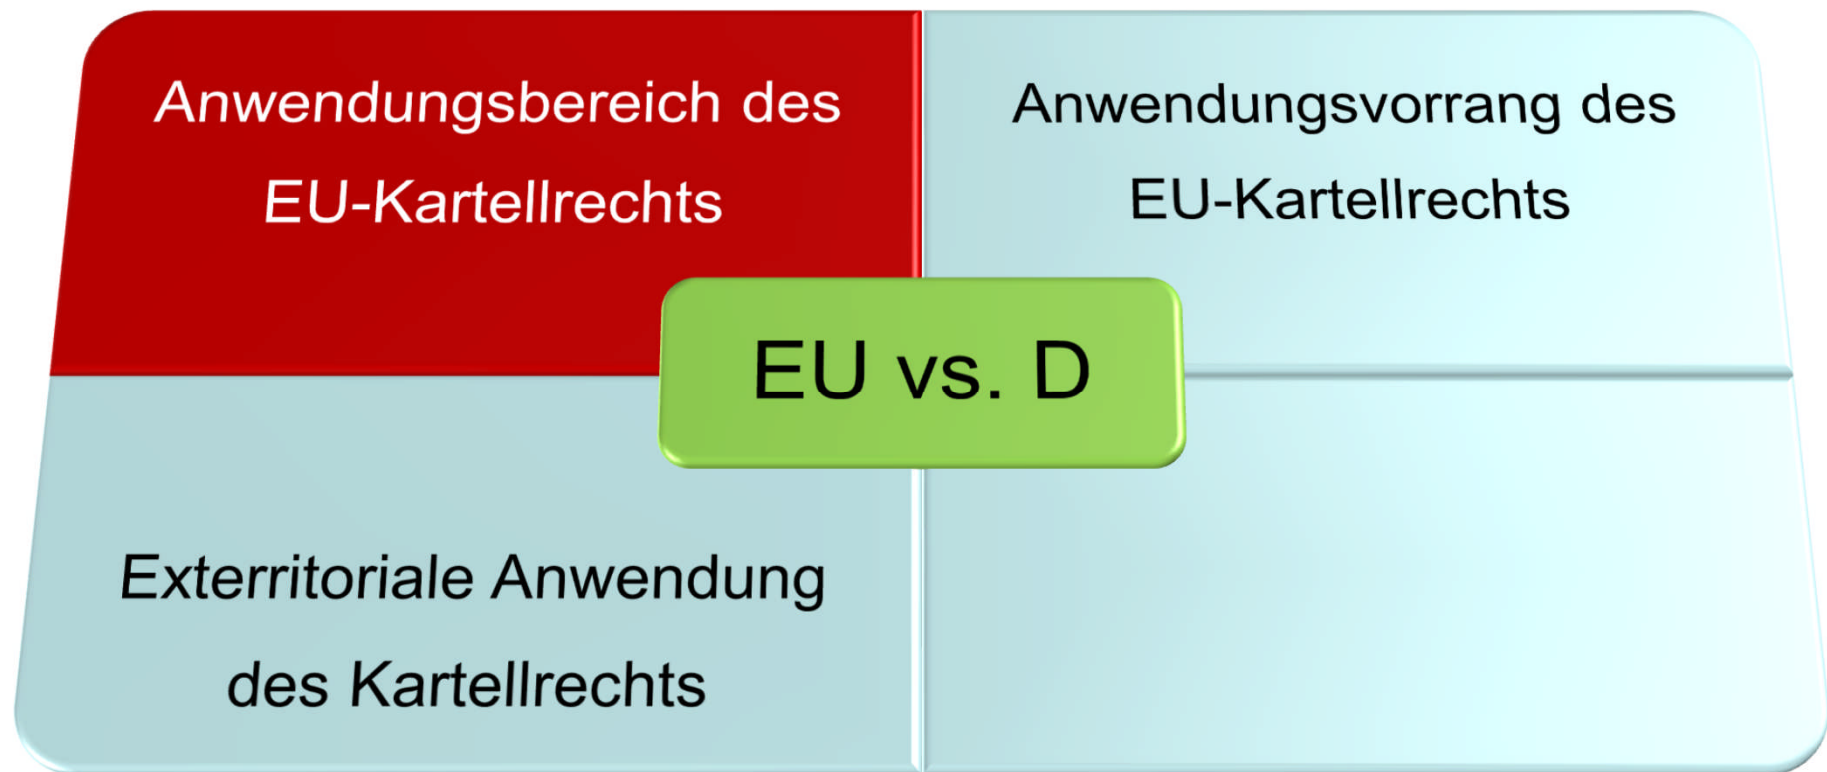 Anwendungsbereich des
EU-Kartellrechts
Anwendungsvorrang des
EU-Kartellrechts
EU vs. D
Exterritoriale Anwendung
des Kartellrechts